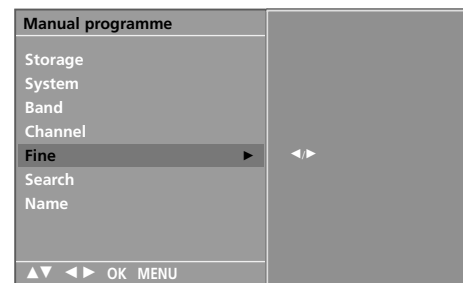 Manual programme
Storage
System
Band
Channel
Fine ► ◄/►
Search
Name
▲▼ ◄► OK MENU